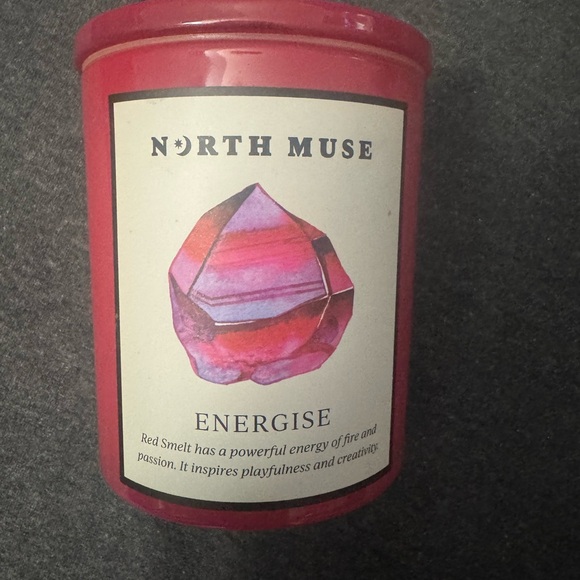 NORTH MUSE
ENERGISE
Red Smelt has a powerful energy of fire and
passion. It inspires playfulness and creativity.